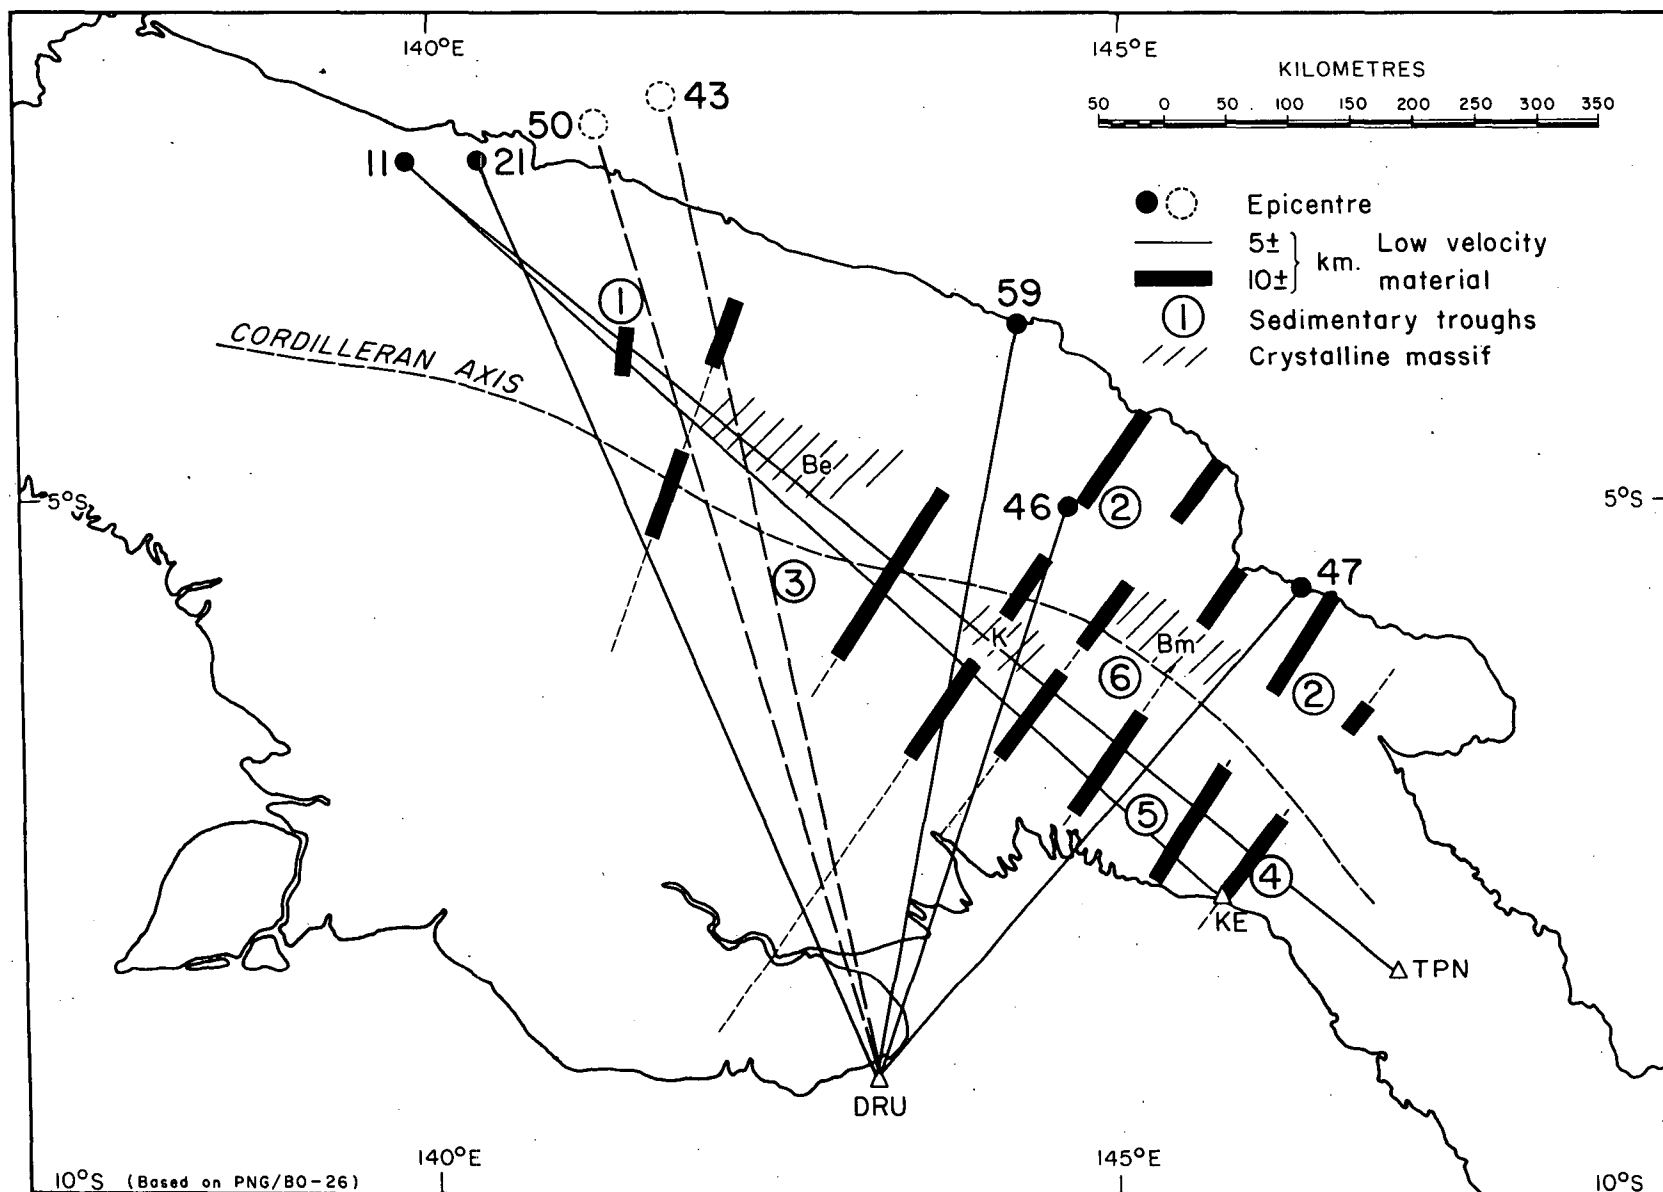 140°E
145°E
KILOMETRES
50 0 50 100 150 200 250 300 350
43
50
11
21
Epicentre
5± km. Low velocity
10± material
1 Sedimentary troughs
Crystalline massif
59
1
CORDILLERAN AXIS
Be
5°S
5°S
46
2
3
47
K
Bm
6
2
5
4
KE
TPN
DRU
140°E
145°E
10°S (Based on PNG/BO-26)
10°S